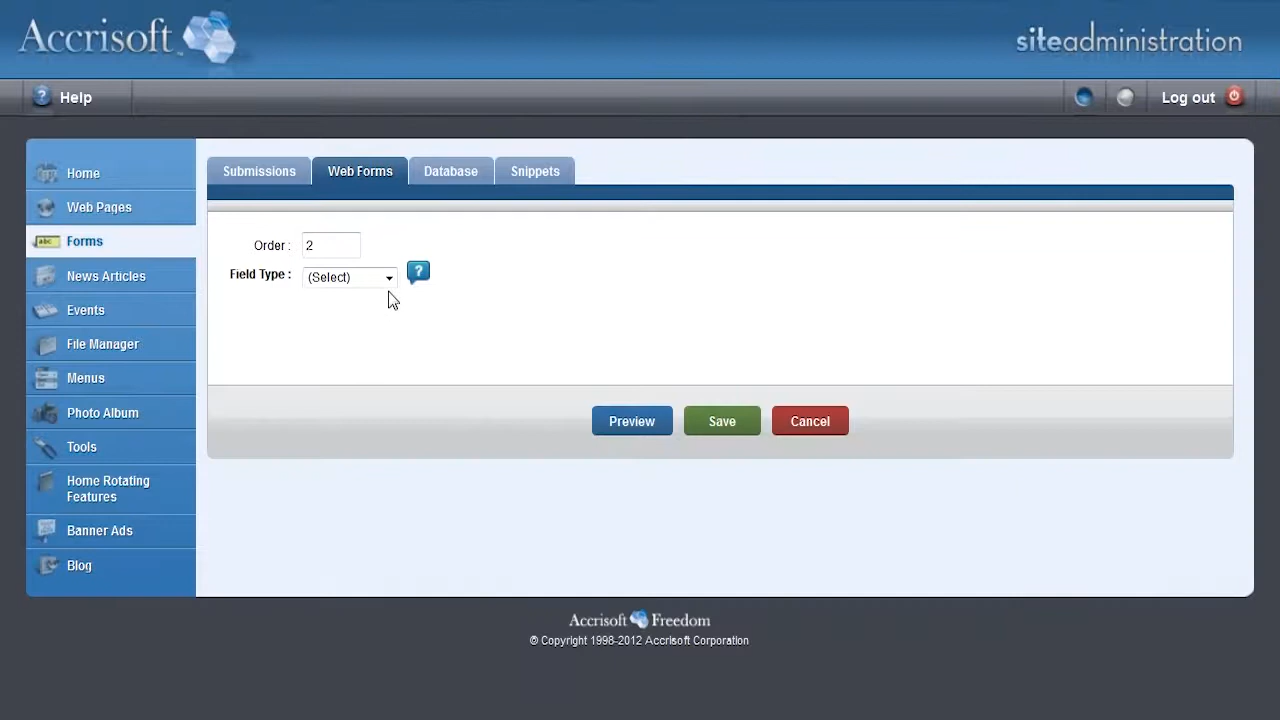 Accrisoft
siteadministration
? Help
Log out
Home
Web Pages
abc Forms
News Articles
Events
File Manager
Menus
Photo Album
Tools
Home Rotating
Features
Banner Ads
Blog
Submissions
Web Forms
Database
Snippets
Order : 2
Field Type : (Select) ?
Preview
Save
Cancel
Accrisoft Freedom
© Copyright 1998-2012 Accrisoft Corporation